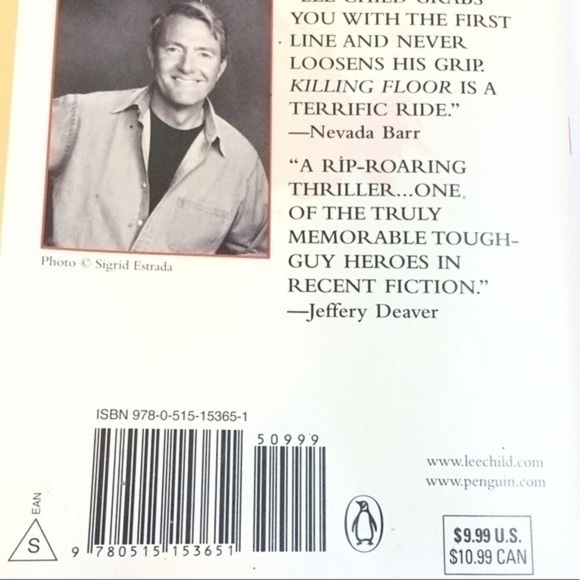 "LEE CHILD GRABS
YOU WITH THE FIRST
LINE AND NEVER
LOOSENS HIS GRIP.
KILLING FLOOR IS A
TERRIFIC RIDE."
—Nevada Barr
"A RIP-ROARING
THRILLER...ONE
OF THE TRULY
MEMORABLE TOUGH-
GUY HEROES IN
RECENT FICTION."
—Jeffery Deaver
Photo © Sigrid Estrada
ISBN 978-0-515-15365-1
50999
EAN
S
9 780515 153651
www.leechild.com
www.penguin.com
$9.99 U.S.
$10.99 CAN